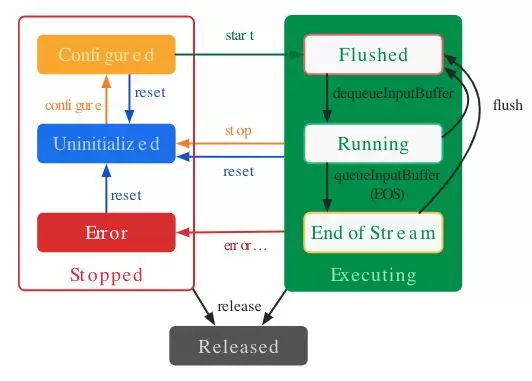 start
Configured
Flushed
reset
dequeueInputBuffer
configure
flush
stop
Uninitialized
Running
reset
queueInputBuffer
(EOS)
reset
Error
End of Stream
error...
Stopped
Executing
release
Released